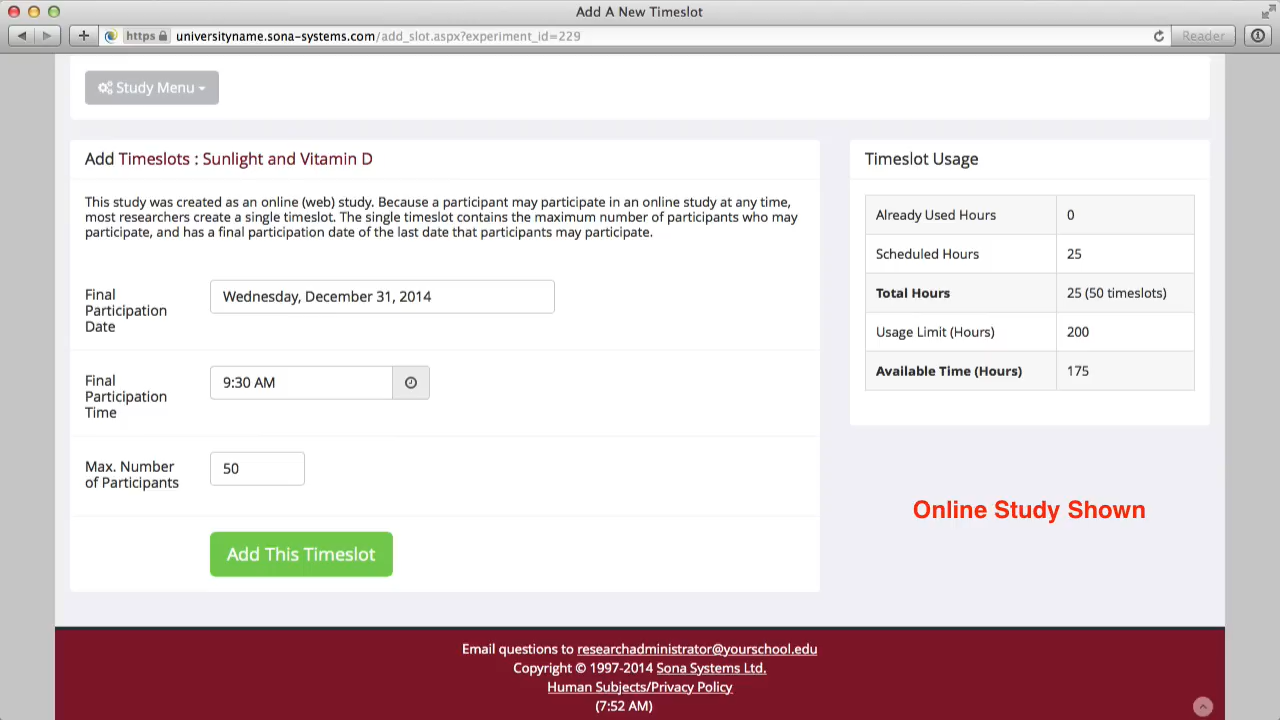 Add A New Timeslot
https universityname.sona-systems.com/add_slot.aspx?experiment_id=229
Reader
Study Menu
Add Timeslots : Sunlight and Vitamin D
This study was created as an online (web) study. Because a participant may participate in an online study at any time,
most researchers create a single timeslot. The single timeslot contains the maximum number of participants who may
participate, and has a final participation date of the last date that participants may participate.
Final
Participation
Date
Wednesday, December 31, 2014
Final
Participation
Time
9:30 AM
Max. Number
of Participants
50
Add This Timeslot
Timeslot Usage
Already Used Hours 0
Scheduled Hours 25
Total Hours 25 (50 timeslots)
Usage Limit (Hours) 200
Available Time (Hours) 175
Online Study Shown
Email questions to researchadministrator@yourschool.edu
Copyright © 1997-2014 Sona Systems Ltd.
Human Subjects/Privacy Policy
(7:52 AM)